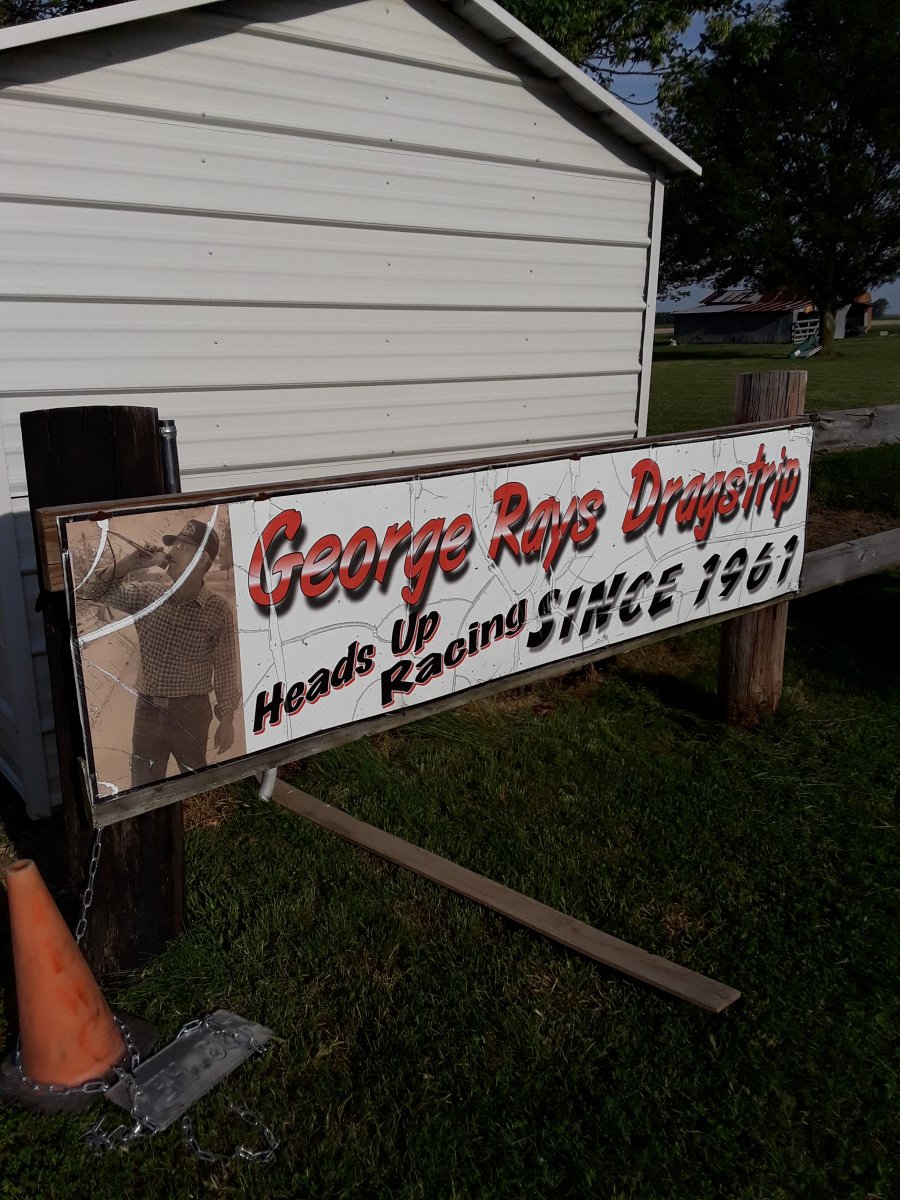 George Rays Dragstrip
Heads Up
Racing
SINCE 1961